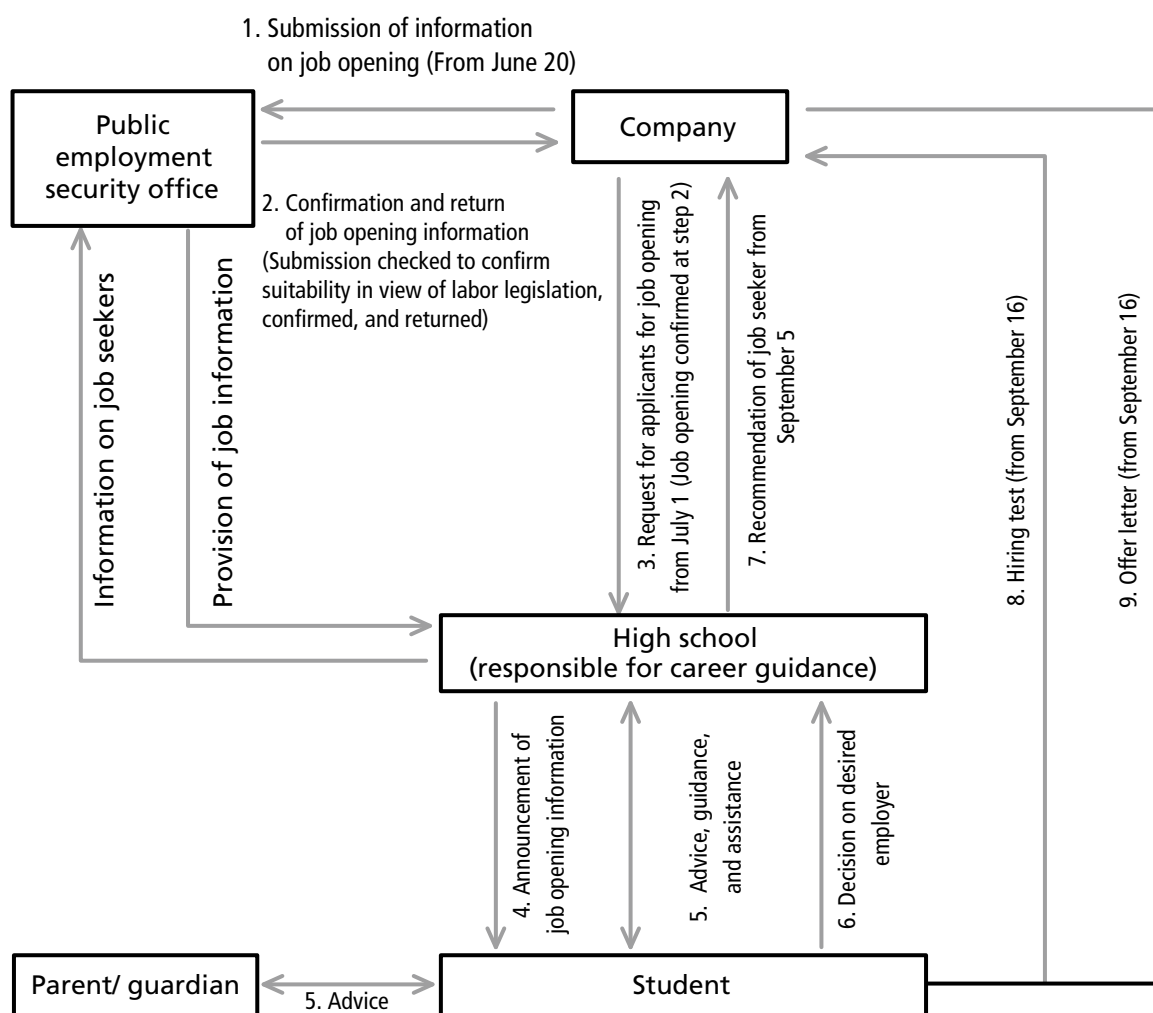 1. Submission of information
on job opening (From June 20)
Public
employment
security office
Company
2. Confirmation and return
of job opening information
(Submission checked to confirm
suitability in view of labor legislation,
confirmed, and returned)
Information on job seekers
Provision of job information
3. Request for applicants for job opening
from July 1 (Job opening confirmed at step 2)
7. Recommendation of job seeker from
September 5
8. Hiring test (from September 16)
9. Offer letter (from September 16)
High school
(responsible for career guidance)
4. Announcement of
job opening information
5. Advice, guidance,
and assistance
6. Decision on desired
employer
Parent/ guardian
5. Advice
Student